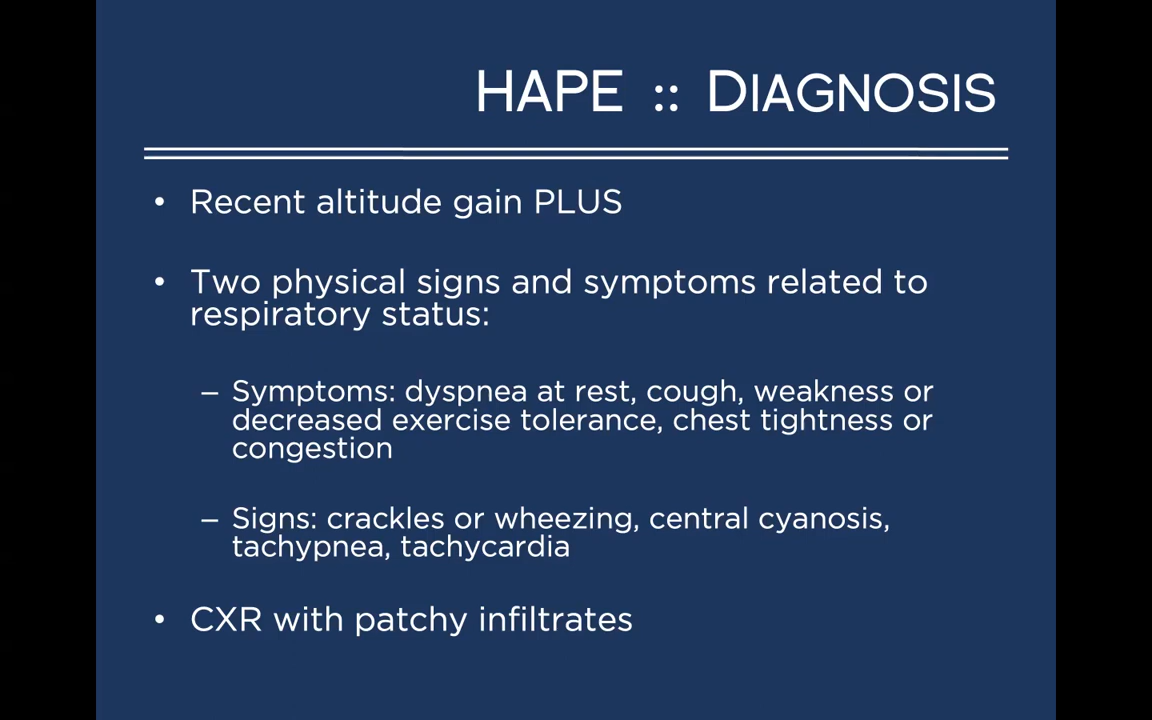 HAPE :: DIAGNOSIS
• Recent altitude gain PLUS
• Two physical signs and symptoms related to
respiratory status:
– Symptoms: dyspnea at rest, cough, weakness or
decreased exercise tolerance, chest tightness or
congestion
– Signs: crackles or wheezing, central cyanosis,
tachypnea, tachycardia
• CXR with patchy infiltrates